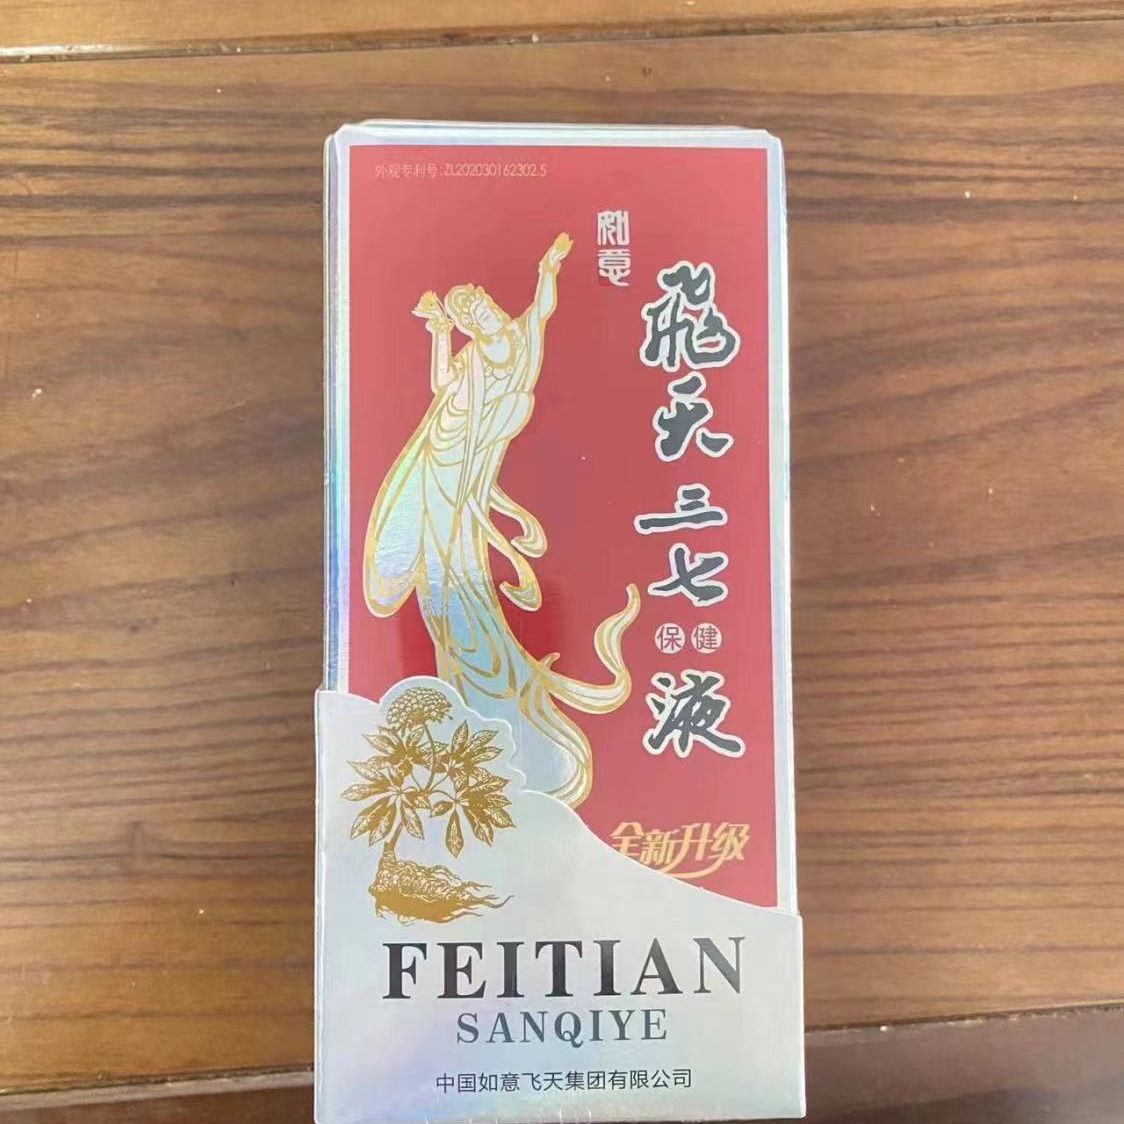 外观专利号:ZL202030162302.5
如意
飛天三七
保健
液
全新升级
FEITIAN
SANQIYE
中国如意飞天集团有限公司